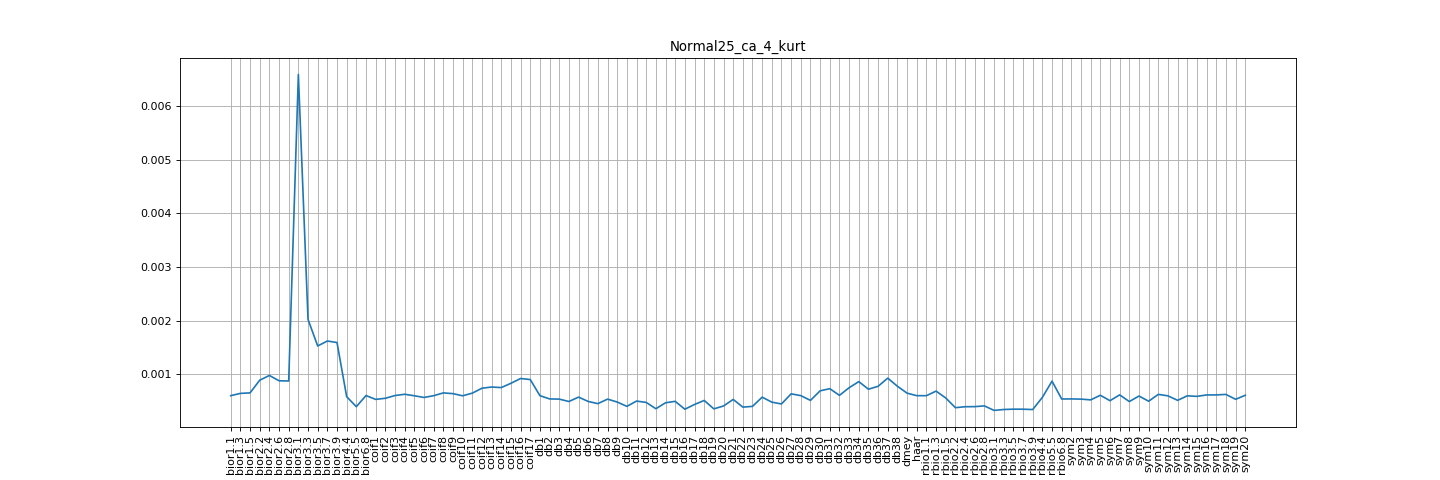 Normal25_ca_4_kurt
0.006
0.005
0.004
0.003
0.002
0.001
bior1.1
bior1.3
bior1.5
bior2.2
bior2.4
bior2.6
bior2.8
bior3.1
bior3.3
bior3.5
bior3.7
bior3.9
bior4.4
bior5.5
bior6.8
coif1
coif2
coif3
coif4
coif5
coif6
coif7
coif8
coif9
coif10
coif11
coif12
coif13
coif14
coif15
coif16
coif17
db1
db2
db3
db4
db5
db6
db7
db8
db9
db10
db11
db12
db13
db14
db15
db16
db17
db18
db19
db20
db21
db22
db23
db24
db25
db26
db27
db28
db29
db30
db31
db32
db33
db34
db35
db36
db37
db38
dmey
haar
rbio1.1
rbio1.3
rbio1.5
rbio2.2
rbio2.4
rbio2.6
rbio2.8
rbio3.1
rbio3.3
rbio3.5
rbio3.7
rbio3.9
rbio4.4
rbio5.5
rbio6.8
sym2
sym3
sym4
sym5
sym6
sym7
sym8
sym9
sym10
sym11
sym12
sym13
sym14
sym15
sym16
sym17
sym18
sym19
sym20